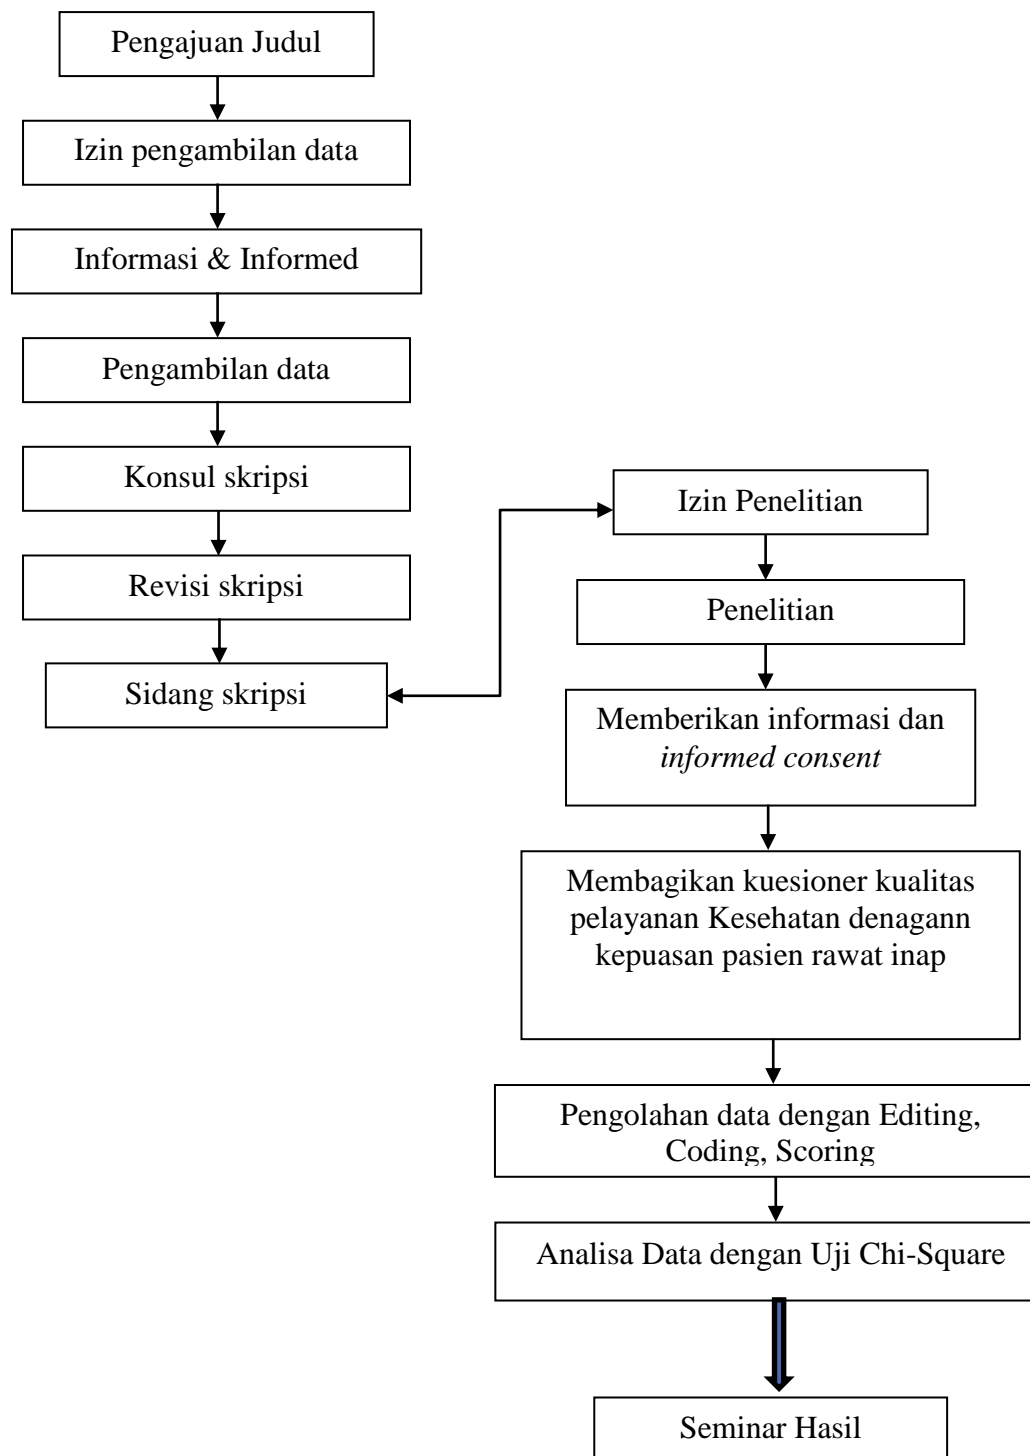 Pengajuan Judul
Izin pengambilan data
Informasi & Informed
Pengambilan data
Konsul skripsi
Revisi skripsi
Sidang skripsi
Izin Penelitian
Penelitian
Memberikan informasi dan
informed consent
Membagikan kuesioner kualitas
pelayanan Kesehatan denagann
kepuasan pasien rawat inap
Pengolahan data dengan Editing,
Coding, Scoring
Analisa Data dengan Uji Chi-Square
Seminar Hasil